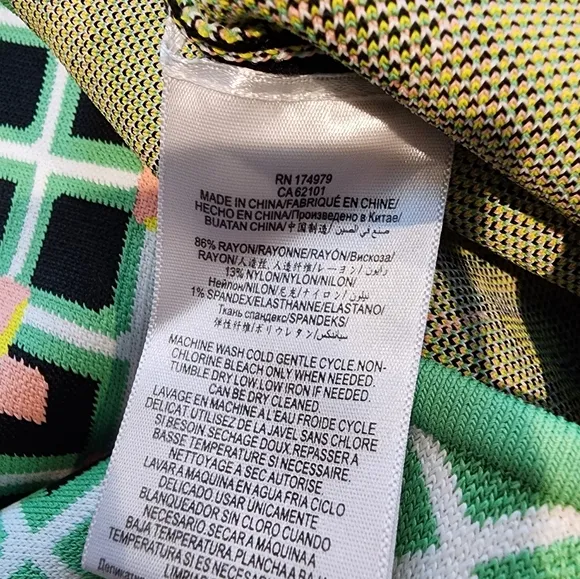 RN 174979
CA 62101
MADE IN CHINA/FABRIQUÉ EN CHINE/
HECHO EN CHINA/Произведено в Китае/
BUATAN CHINA/中国制造/ صنع في الصين
86% RAYON/RAYONNE/RAYÓN/Вискоза/
RAYON/人造丝, 人造纤维/レーヨン/رايون
13% NYLON/NYLON/NILON/
Нейлон/NILON/尼龙/ナイロン/نيلون
1% SPANDEX/ELASTHANNE/ELASTANO/
Ткань спандекс/SPANDEKS/
弹性纤维/ポリウレタン/سباندكس
MACHINE WASH COLD GENTLE CYCLE. NON-
CHLORINE BLEACH ONLY WHEN NEEDED.
TUMBLE DRY LOW. LOW IRON IF NEEDED.
CAN BE DRY CLEANED.
LAVAGE EN MACHINE À L'EAU FROIDE CYCLE
DÉLICAT. UTILISEZ DE LA JAVEL SANS CHLORE
SI BESOIN. SECHAGE DOUX. REPASSER A
BASSE TEMPERATURE SI NECESSAIRE.
NETTOYAGE A SEC AUTORISE.
LAVAR A MÁQUINA EN AGUA FRIA CICLO
DELICADO. USAR ÚNICAMENTE
BLANQUEADOR SIN CLORO CUANDO
NECESARIO. SECAR A MÁQUINA A
BAJA TEMPERATURA. PLANCHA A BAJA
TEMPERATURA SI ES NECESARIO.